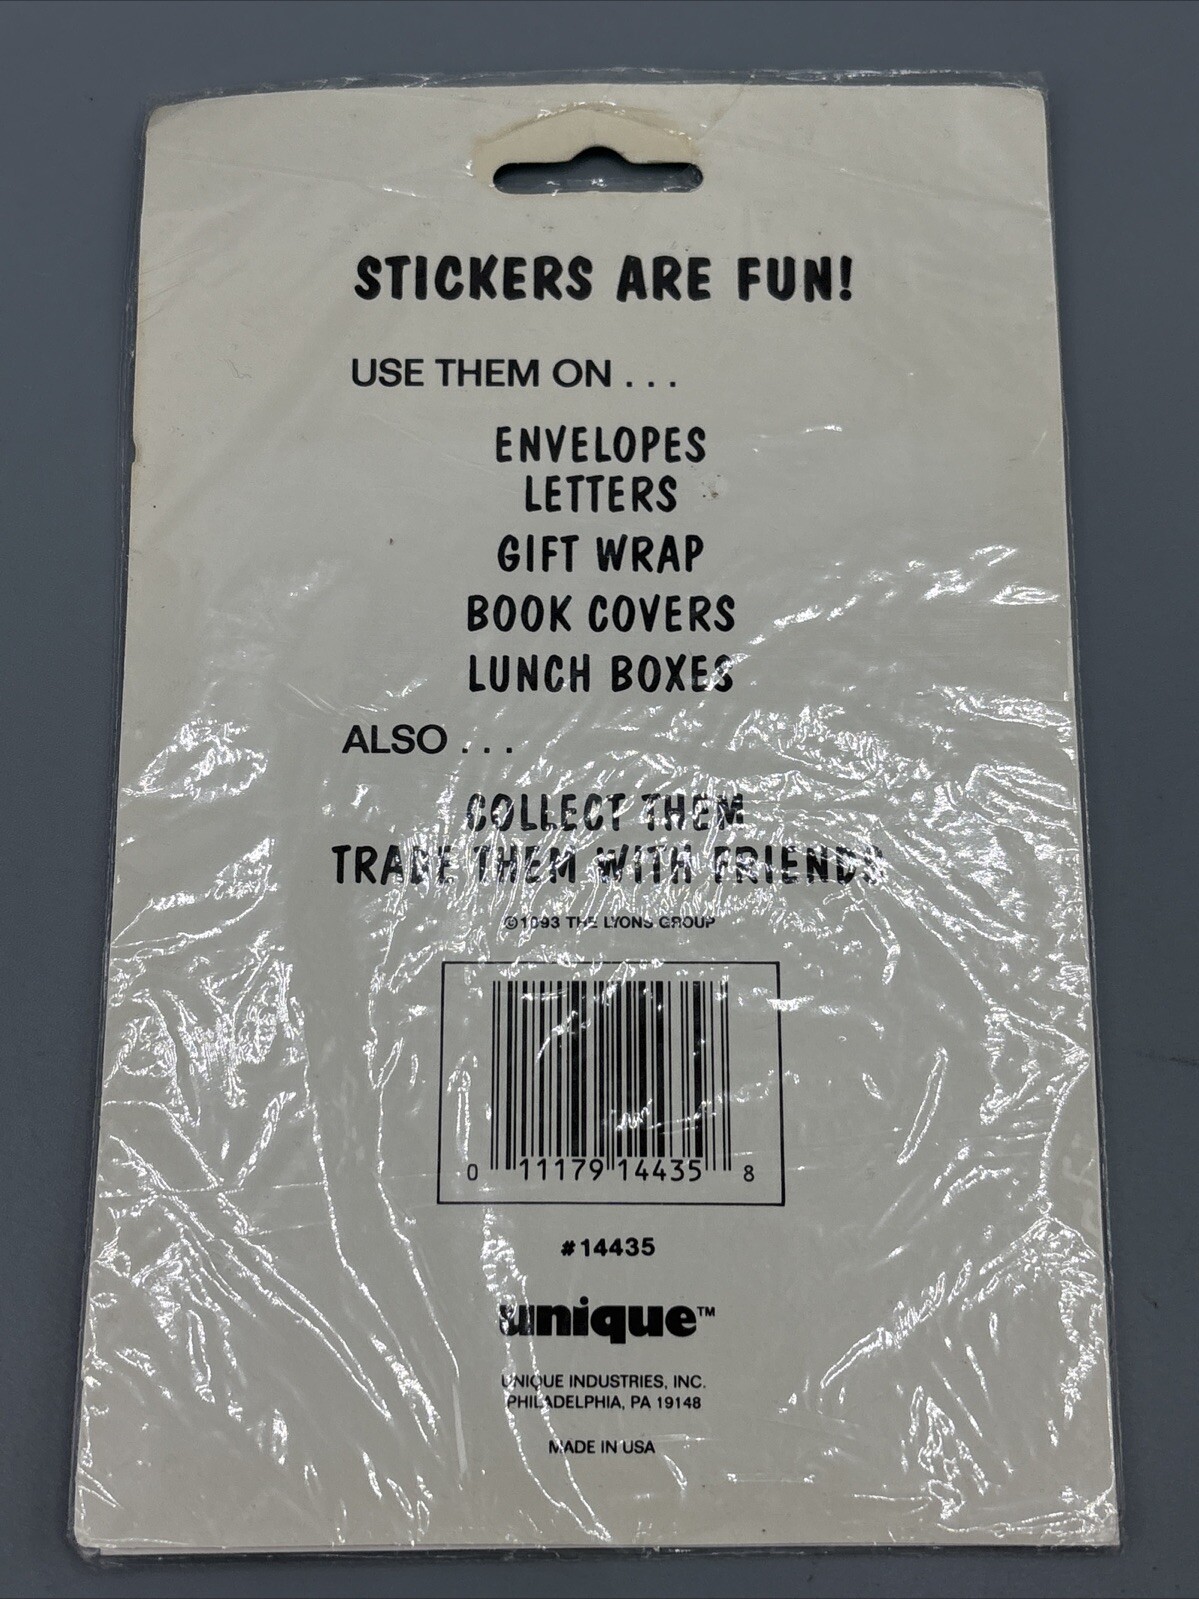 STICKERS ARE FUN!
USE THEM ON . . .
ENVELOPES
LETTERS
GIFT WRAP
BOOK COVERS
LUNCH BOXES
ALSO . . .
COLLECT THEM
TRADE THEM WITH FRIENDS
©1993 THE LYONS GROUP
0 11179 14435 8
#14435
unique™
UNIQUE INDUSTRIES, INC.
PHILADELPHIA, PA 19148
MADE IN USA